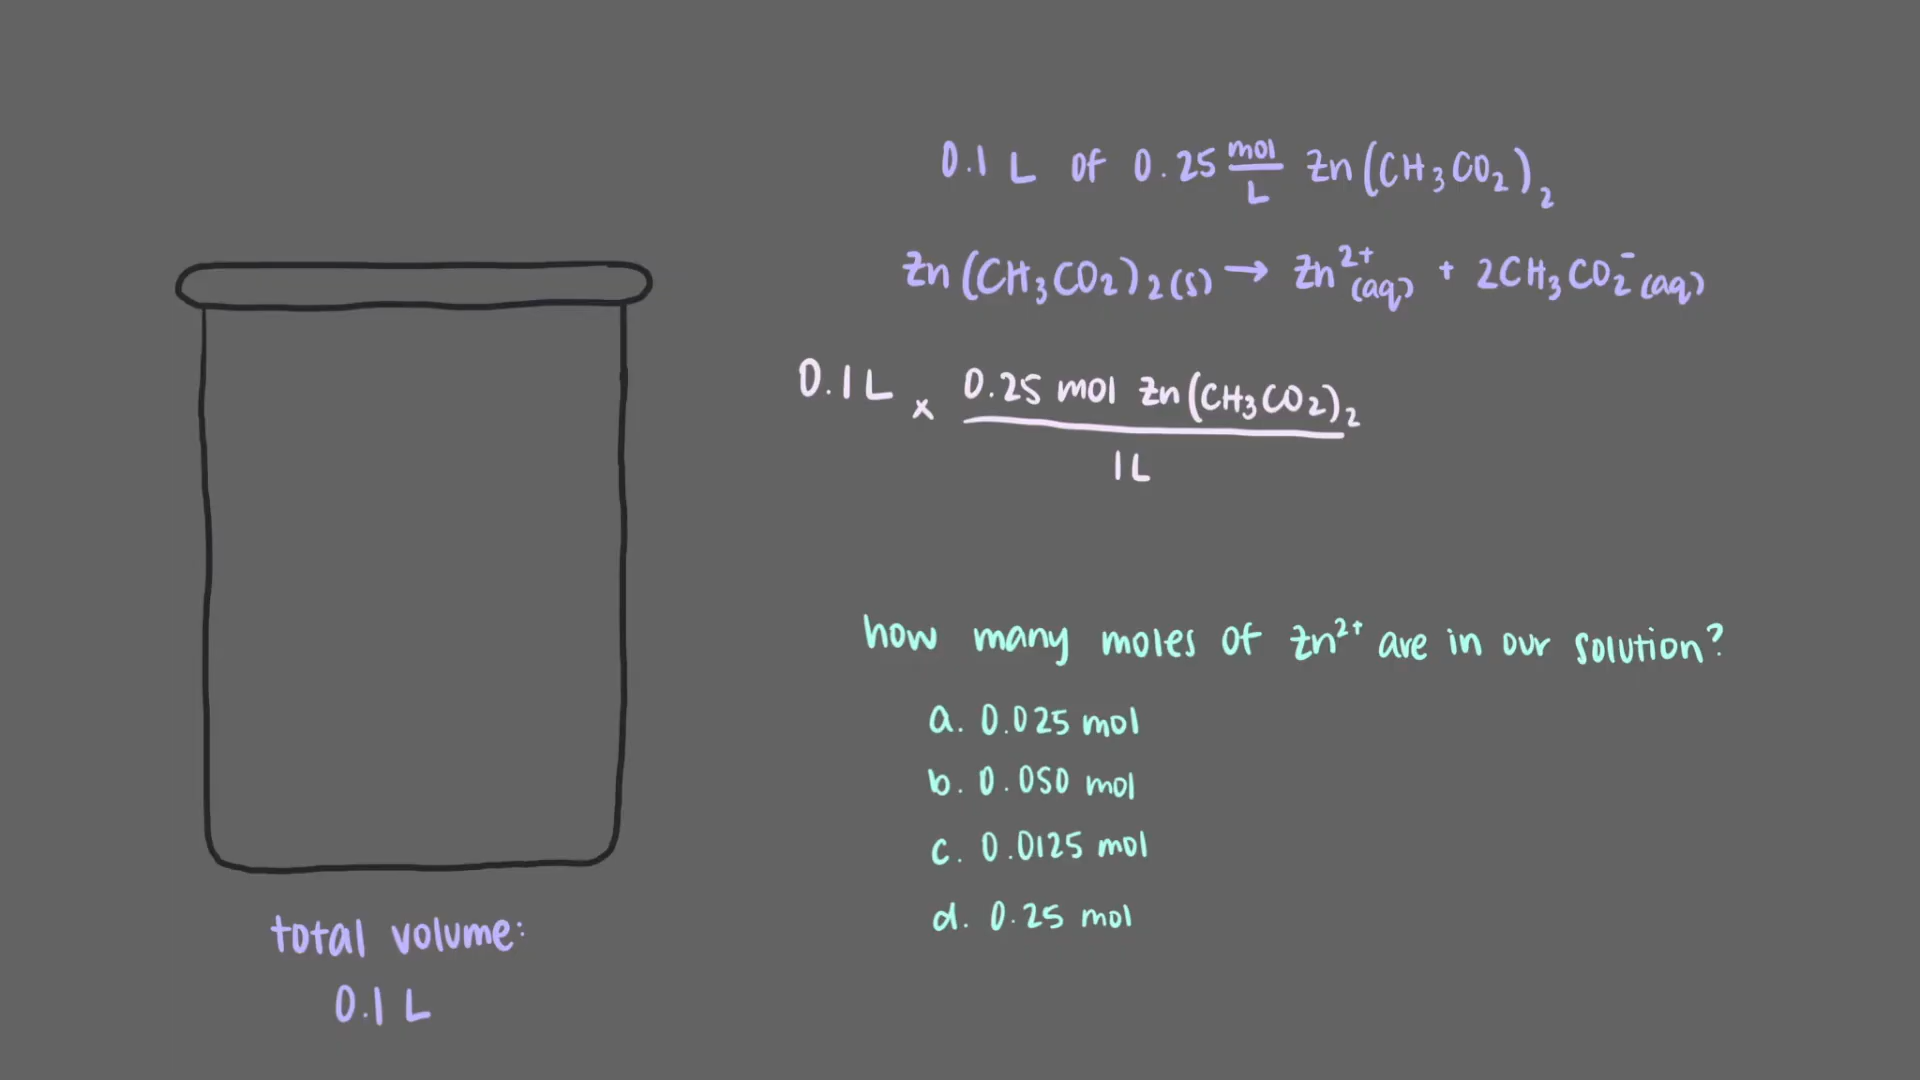 0.1 L of 0.25 mol/L Zn(CH₃CO₂)₂
Zn(CH₃CO₂)₂(s) → Zn²⁺(aq) + 2CH₃CO₂⁻(aq)
0.1 L x 0.25 mol Zn(CH₃CO₂)₂
1 L
how many moles of Zn²⁺ are in our solution?
a. 0.025 mol
b. 0.050 mol
c. 0.0125 mol
d. 0.25 mol
total volume:
0.1 L